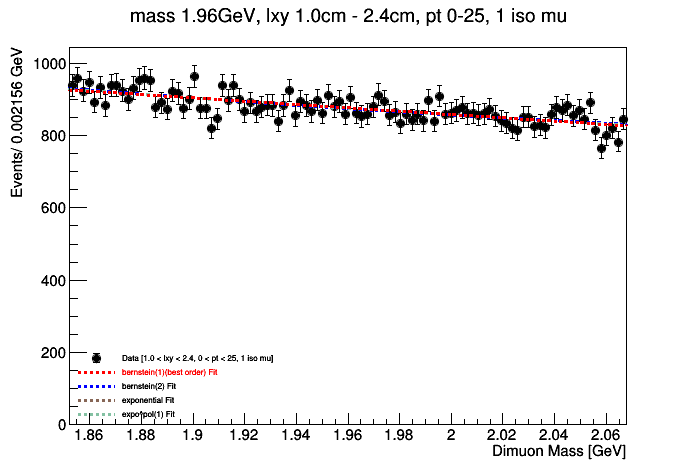 mass 1.96GeV, lxy 1.0cm - 2.4cm, pt 0-25, 1 iso mu
Events/ 0.002156 GeV
1000
800
600
400
200
0
Data [1.0 < lxy < 2.4, 0 < pt < 25, 1 iso mu]
bernstein(1)(best order) Fit
bernstein(2) Fit
exponential Fit
expo*pol(1) Fit
1.86 1.88 1.9 1.92 1.94 1.96 1.98 2 2.02 2.04 2.06
Dimuon Mass [GeV]